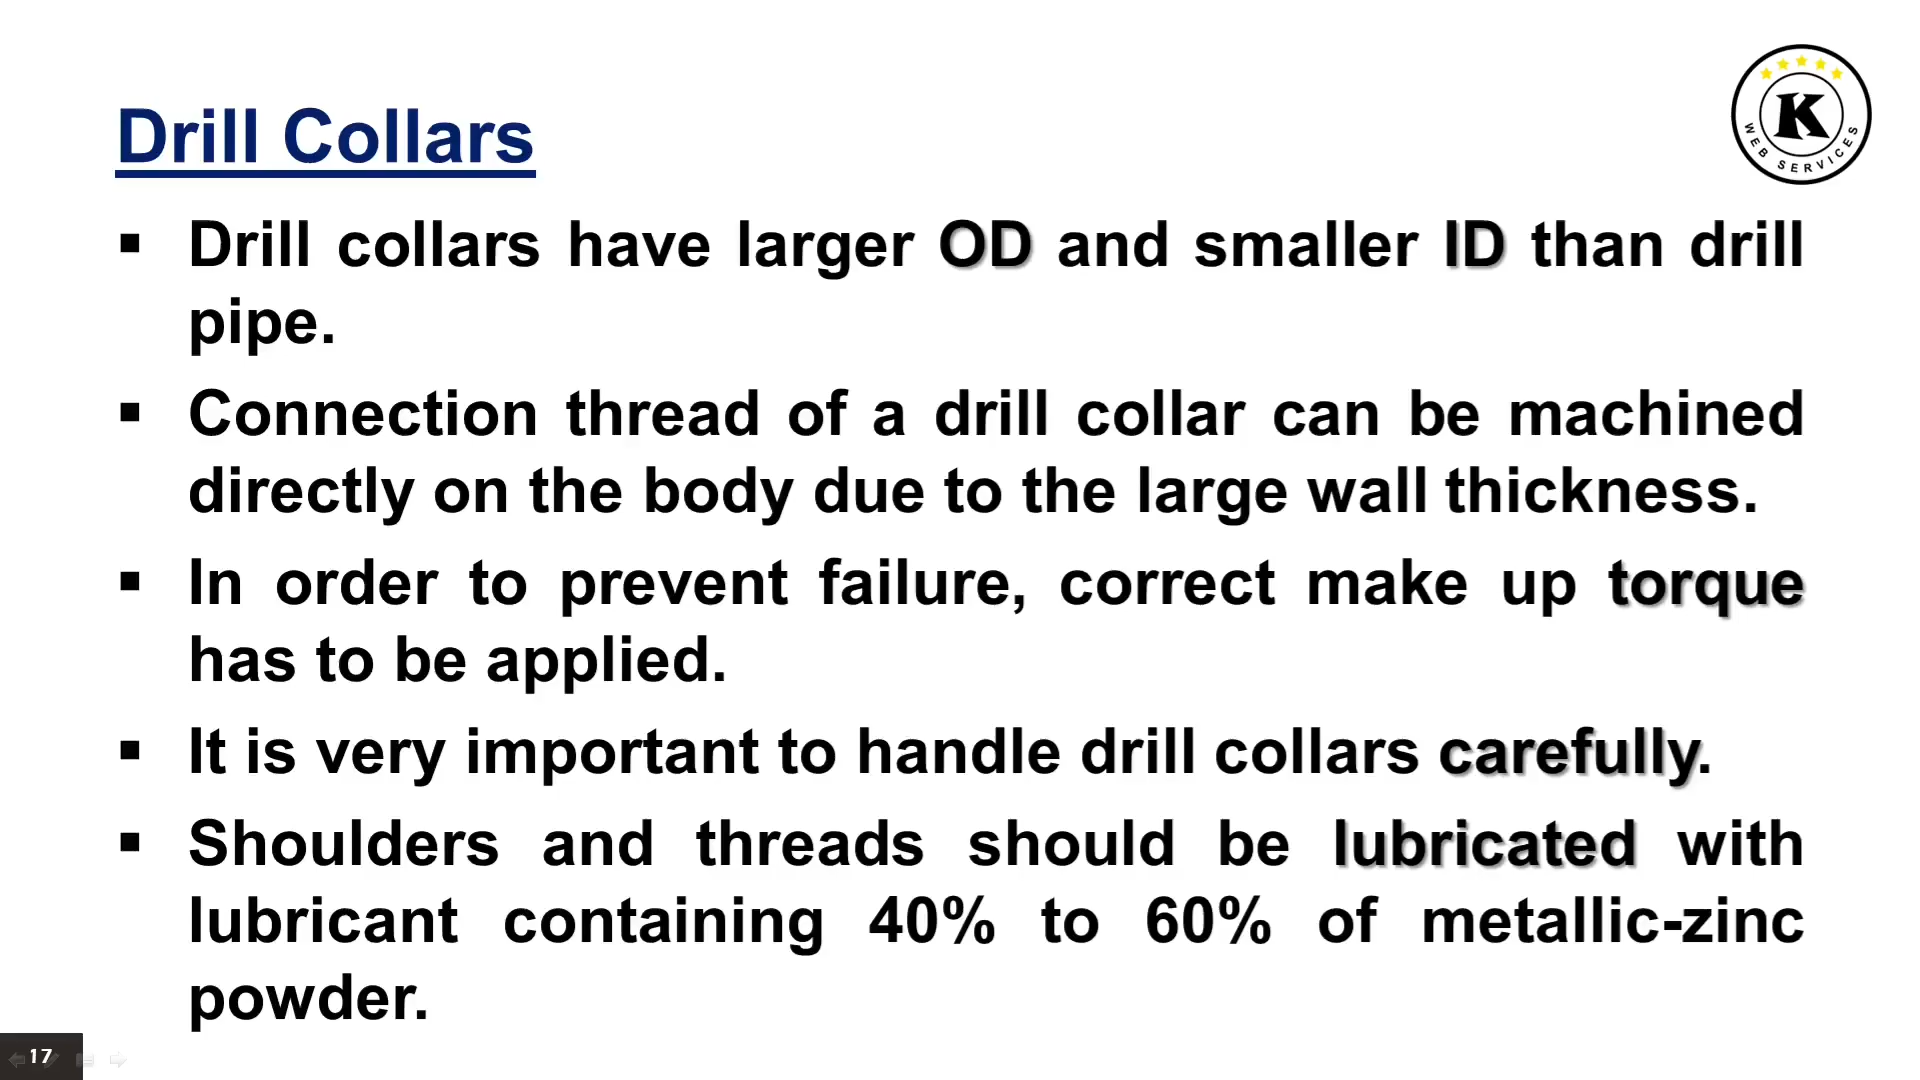 Drill Collars
K
WEB SERVICES
▪ Drill collars have larger OD and smaller ID than drill
pipe.
▪ Connection thread of a drill collar can be machined
directly on the body due to the large wall thickness.
▪ In order to prevent failure, correct make up torque
has to be applied.
▪ It is very important to handle drill collars carefully.
▪ Shoulders and threads should be lubricated with
lubricant containing 40% to 60% of metallic-zinc
powder.
17